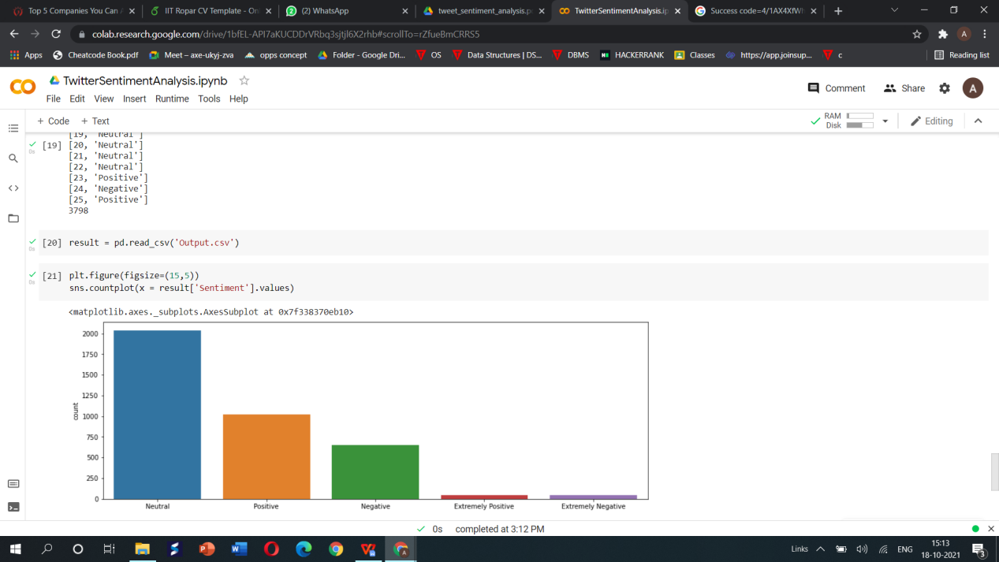 Top 5 Companies You Can A
IIT Ropar CV Template - On
(2) WhatsApp
tweet_sentiment_analysis.p
TwitterSentimentAnalysis.ip
Success code=4/1AX4XfW
colab.research.google.com/drive/1bfEL-API7aKUCDDrVRbq3sjtjl6X2rhb#scrollTo=rZfueBmCRRS5
A
Apps
Cheatcode Book.pdf
Meet – axe-ukyj-zva
opps concept
Folder - Google Dri...
OS
Data Structures | DS...
DBMS
HACKERRANK
Classes
https://app.joinsup...
c
Reading list
TwitterSentimentAnalysis.ipynb
File Edit View Insert Runtime Tools Help
Comment
Share
A
+ Code + Text
RAM
Disk
Editing
[19, 'Neutral']
[19] [20, 'Neutral']
0s
[21, 'Neutral']
[22, 'Neutral']
[23, 'Positive']
[24, 'Negative']
[25, 'Positive']
3798
[20] result = pd.read_csv('Output.csv')
0s
[21] plt.figure(figsize=(15,5))
0s
sns.countplot(x = result['Sentiment'].values)
<matplotlib.axes._subplots.AxesSubplot at 0x7f338370eb10>
2000
1750
1500
1250
1000
750
500
250
0
count
Neutral Positive Negative Extremely Positive Extremely Negative
0s completed at 3:12 PM
Links
ENG
15:13
18-10-2021
3